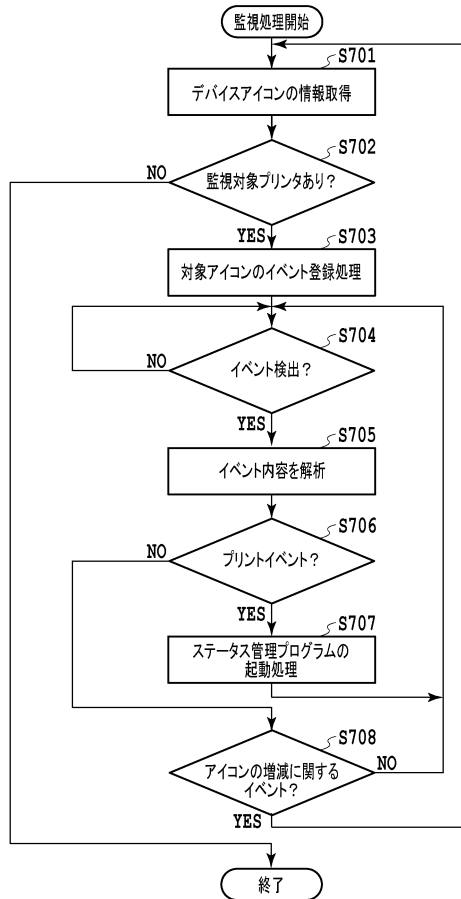 監視処理開始
S701
デバイスアイコンの情報取得
S702
NO
監視対象プリンタあり?
YES
S703
対象アイコンのイベント登録処理
S704
NO
イベント検出?
YES
S705
イベント内容を解析
S706
NO
プリントイベント?
YES
S707
ステータス管理プログラムの
起動処理
S708
アイコンの増減に関する
イベント?
NO
YES
終了